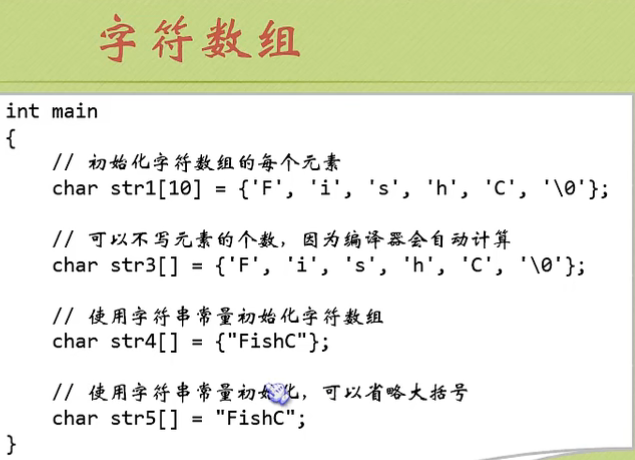 字符数组
int main
{
// 初始化字符数组的每个元素
char str1[10] = {'F', 'i', 's', 'h', 'C', '\0'};
// 可以不写元素的个数，因为编译器会自动计算
char str3[] = {'F', 'i', 's', 'h', 'C', '\0'};
// 使用字符串常量初始化字符数组
char str4[] = {"FishC"};
// 使用字符串常量初始化，可以省略大括号
char str5[] = "FishC";
}